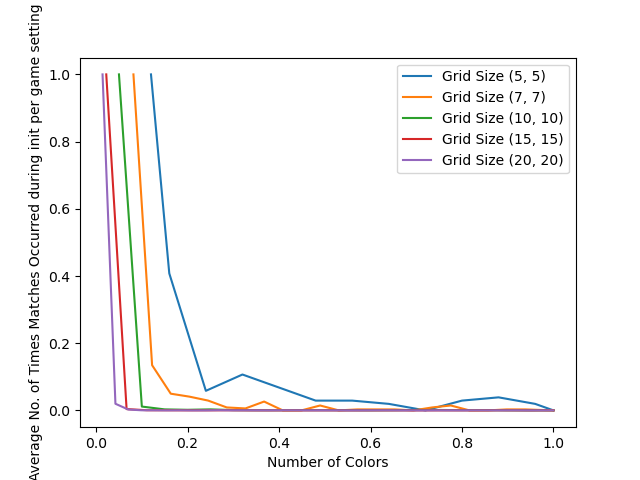 Average No. of Times Matches Occurred during init per game setting
1.0
0.8
0.6
0.4
0.2
0.0
Grid Size (5, 5)
Grid Size (7, 7)
Grid Size (10, 10)
Grid Size (15, 15)
Grid Size (20, 20)
0.0 0.2 0.4 0.6 0.8 1.0
Number of Colors